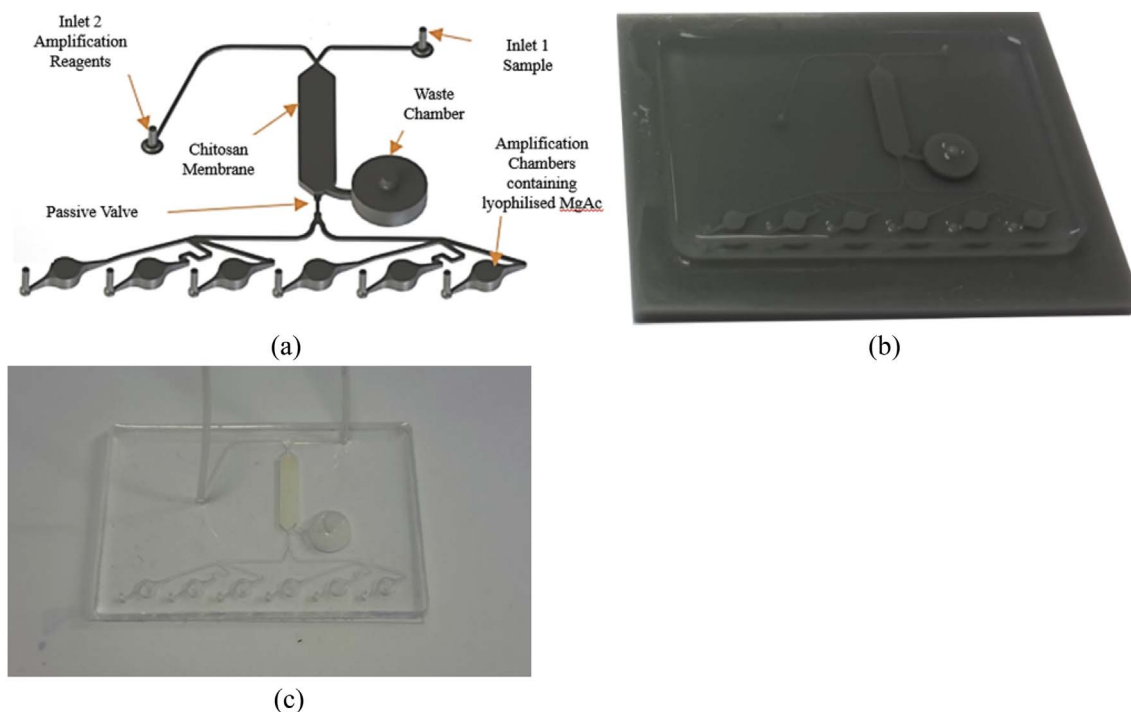 Inlet 2
Amplification
Reagents
Inlet 1
Sample
Waste
Chamber
Chitosan
Membrane
Amplification
Chambers
containing
lyophilised MgAc
Passive Valve
(a)
(b)
(c)